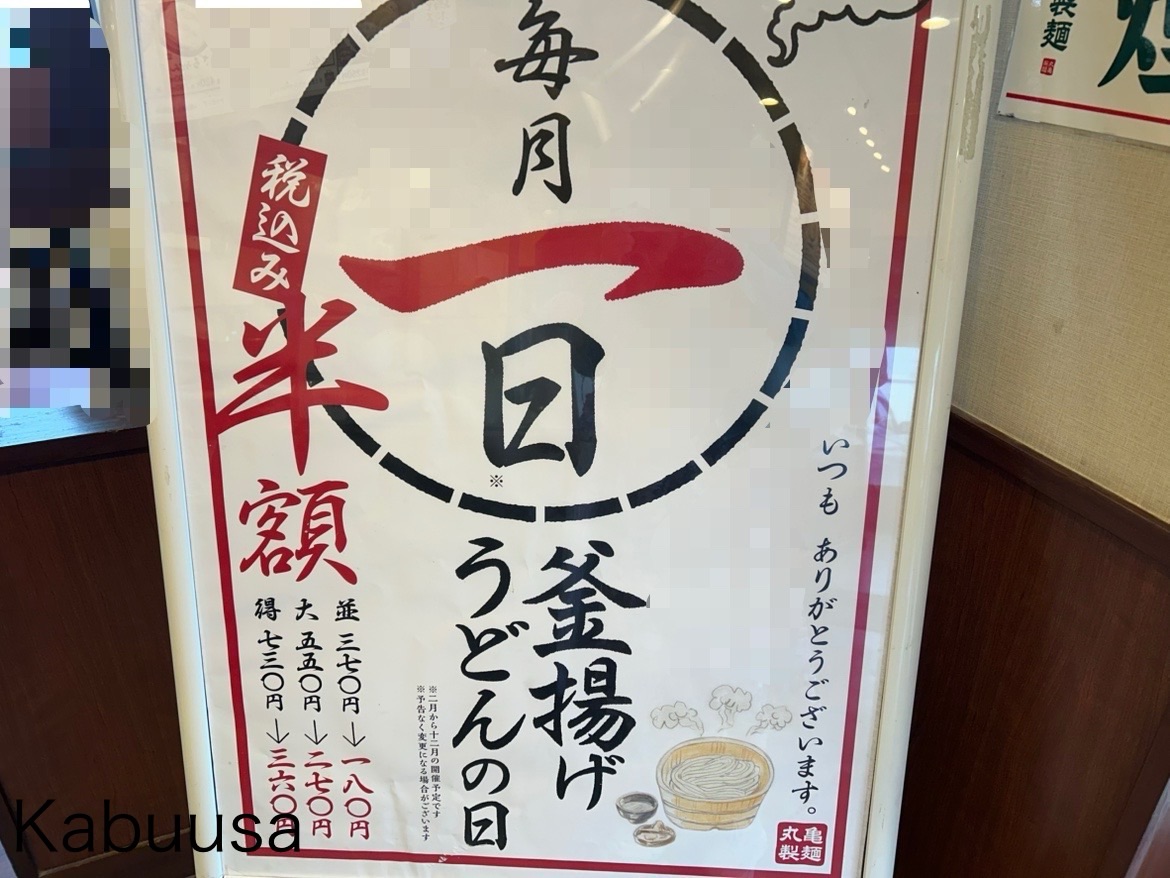 毎月
一
日
※
釜揚げ
うどんの日
税込み
半
額
並 三七〇円→一八〇円
大 五五〇円→二七〇円
得 七三〇円→三六〇円
※二月から十二月の開催予定です
※予告なく変更になる場合がございます
いつも ありがとうございます。
丸亀製麺
製麺
Kabuusa